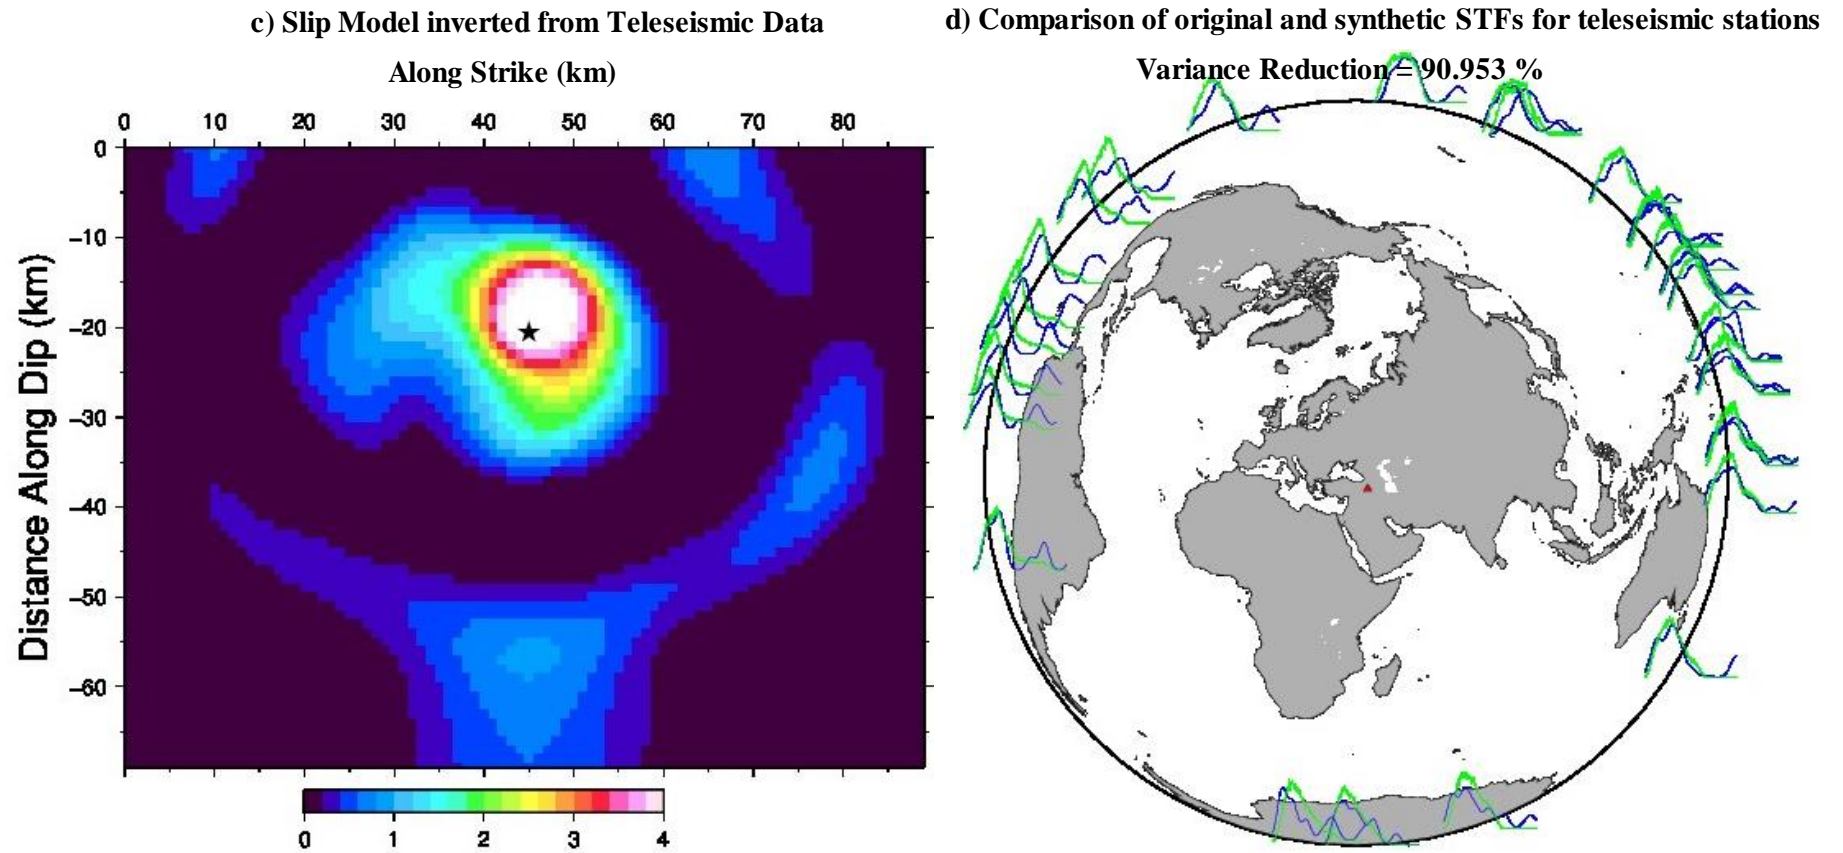 c) Slip Model inverted from Teleseismic Data
Along Strike (km)
0 10 20 30 40 50 60 70 80
Distance Along Dip (km)
0
-10
-20
-30
-40
-50
-60
0 1 2 3 4
d) Comparison of original and synthetic STFs for teleseismic stations
Variance Reduction = 90.953 %